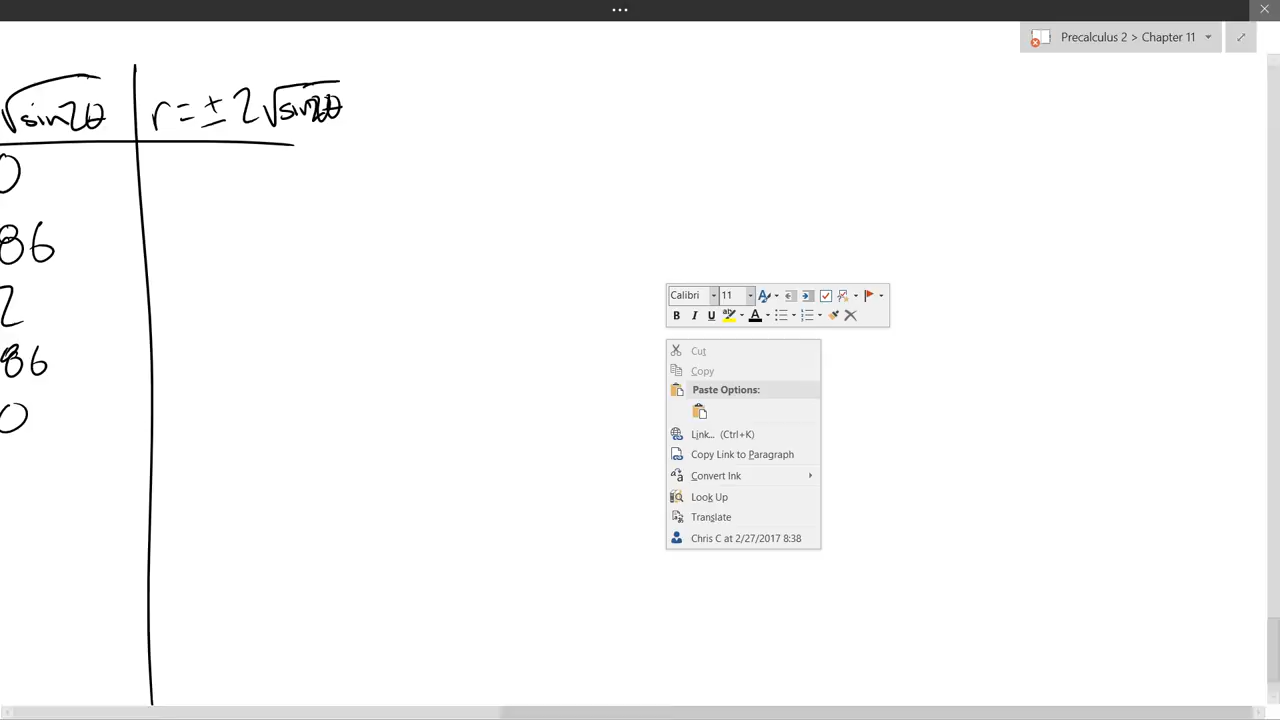 ...
Precalculus 2 > Chapter 11
√sin2θ
r = ± 2√sin2θ
0
86
2
86
0
Calibri 11
B I U aby A
Cut
Copy
Paste Options:
Link... (Ctrl+K)
Copy Link to Paragraph
Convert Ink
Look Up
Translate
Chris C at 2/27/2017 8:38